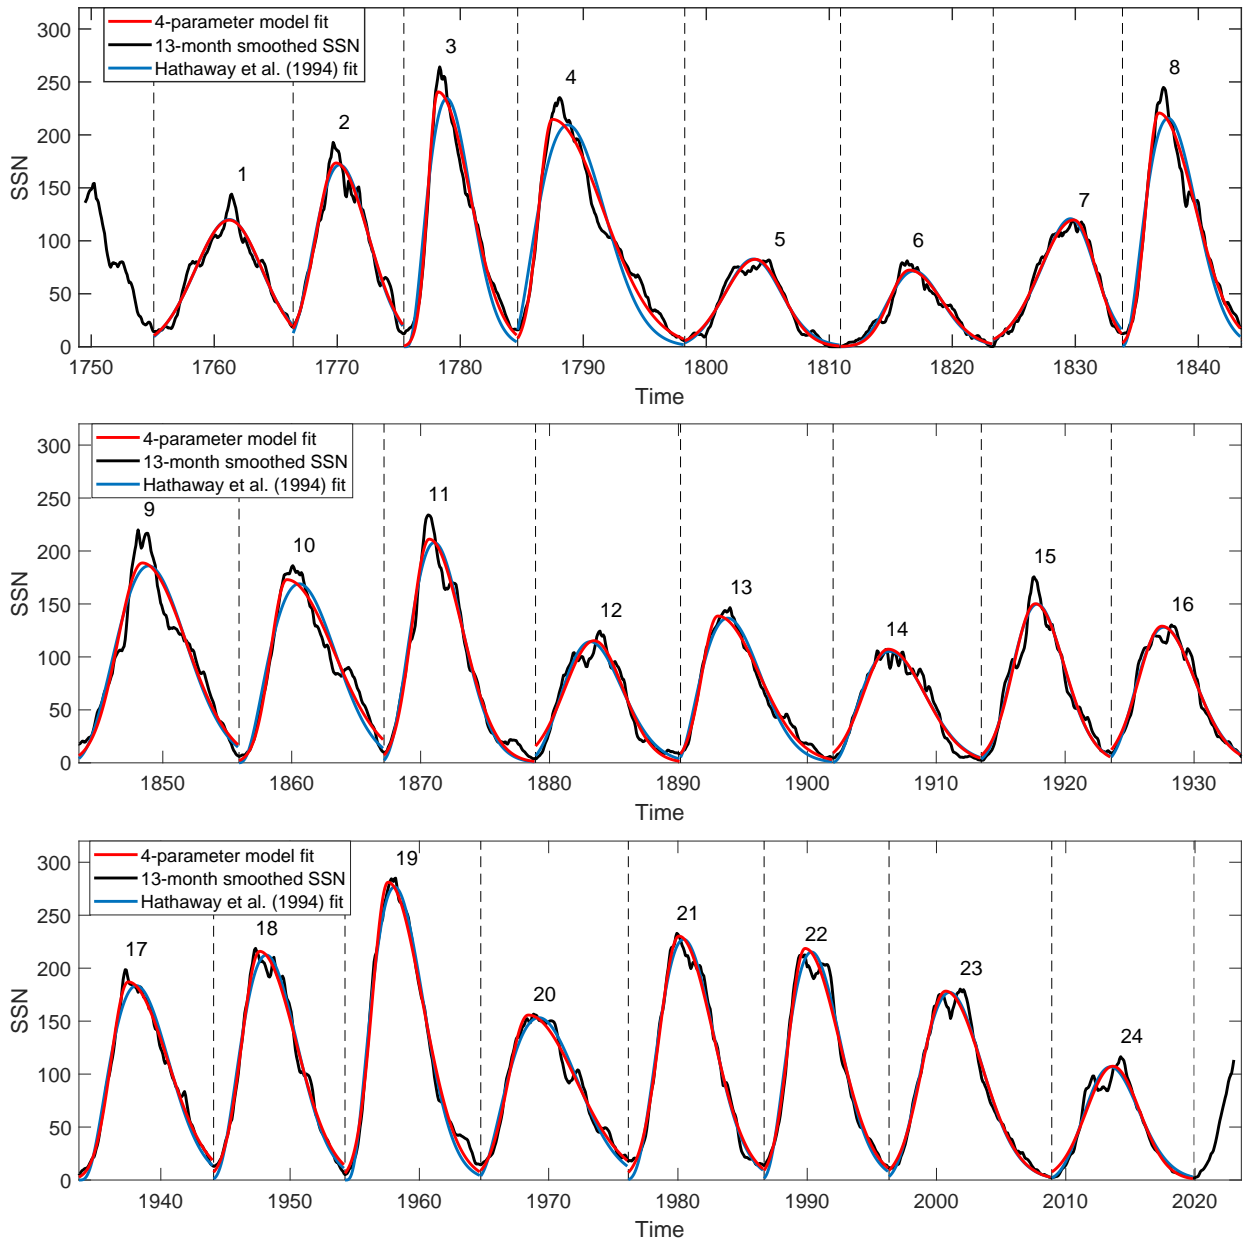 4-parameter model fit
13-month smoothed SSN
Hathaway et al. (1994) fit
1 2 3 4 5 6 7 8
SSN
0 50 100 150 200 250 300
1750 1760 1770 1780 1790 1800 1810 1820 1830 1840
Time
4-parameter model fit
13-month smoothed SSN
Hathaway et al. (1994) fit
9 10 11 12 13 14 15 16
SSN
0 50 100 150 200 250 300
1850 1860 1870 1880 1890 1900 1910 1920 1930
Time
4-parameter model fit
13-month smoothed SSN
Hathaway et al. (1994) fit
17 18 19 20 21 22 23 24
SSN
0 50 100 150 200 250 300
1940 1950 1960 1970 1980 1990 2000 2010 2020
Time